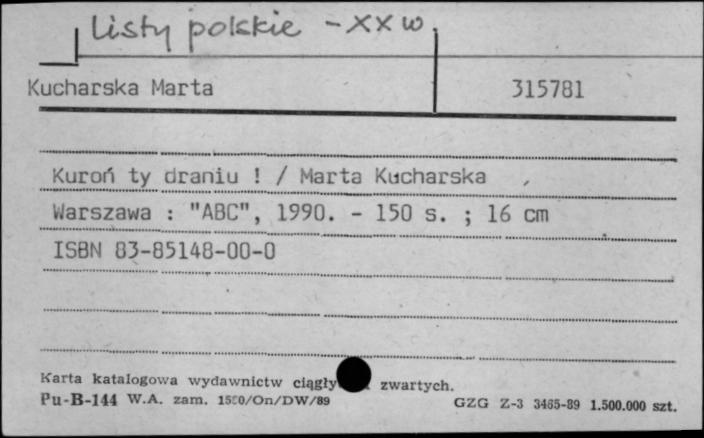 Listy polskie - XX w.
Kucharska Marta 315781
Kuroń ty draniu ! / Marta Kucharska
Warszawa : "ABC", 1990. - 150 s. ; 16 cm
ISBN 83-85148-00-0
Karta katalogowa wydawnictw ciągły zwartych.
Pu-B-144 W.A. zam. /On/DW/89 GZG Z-3 3465-89 1.500.000 szt.